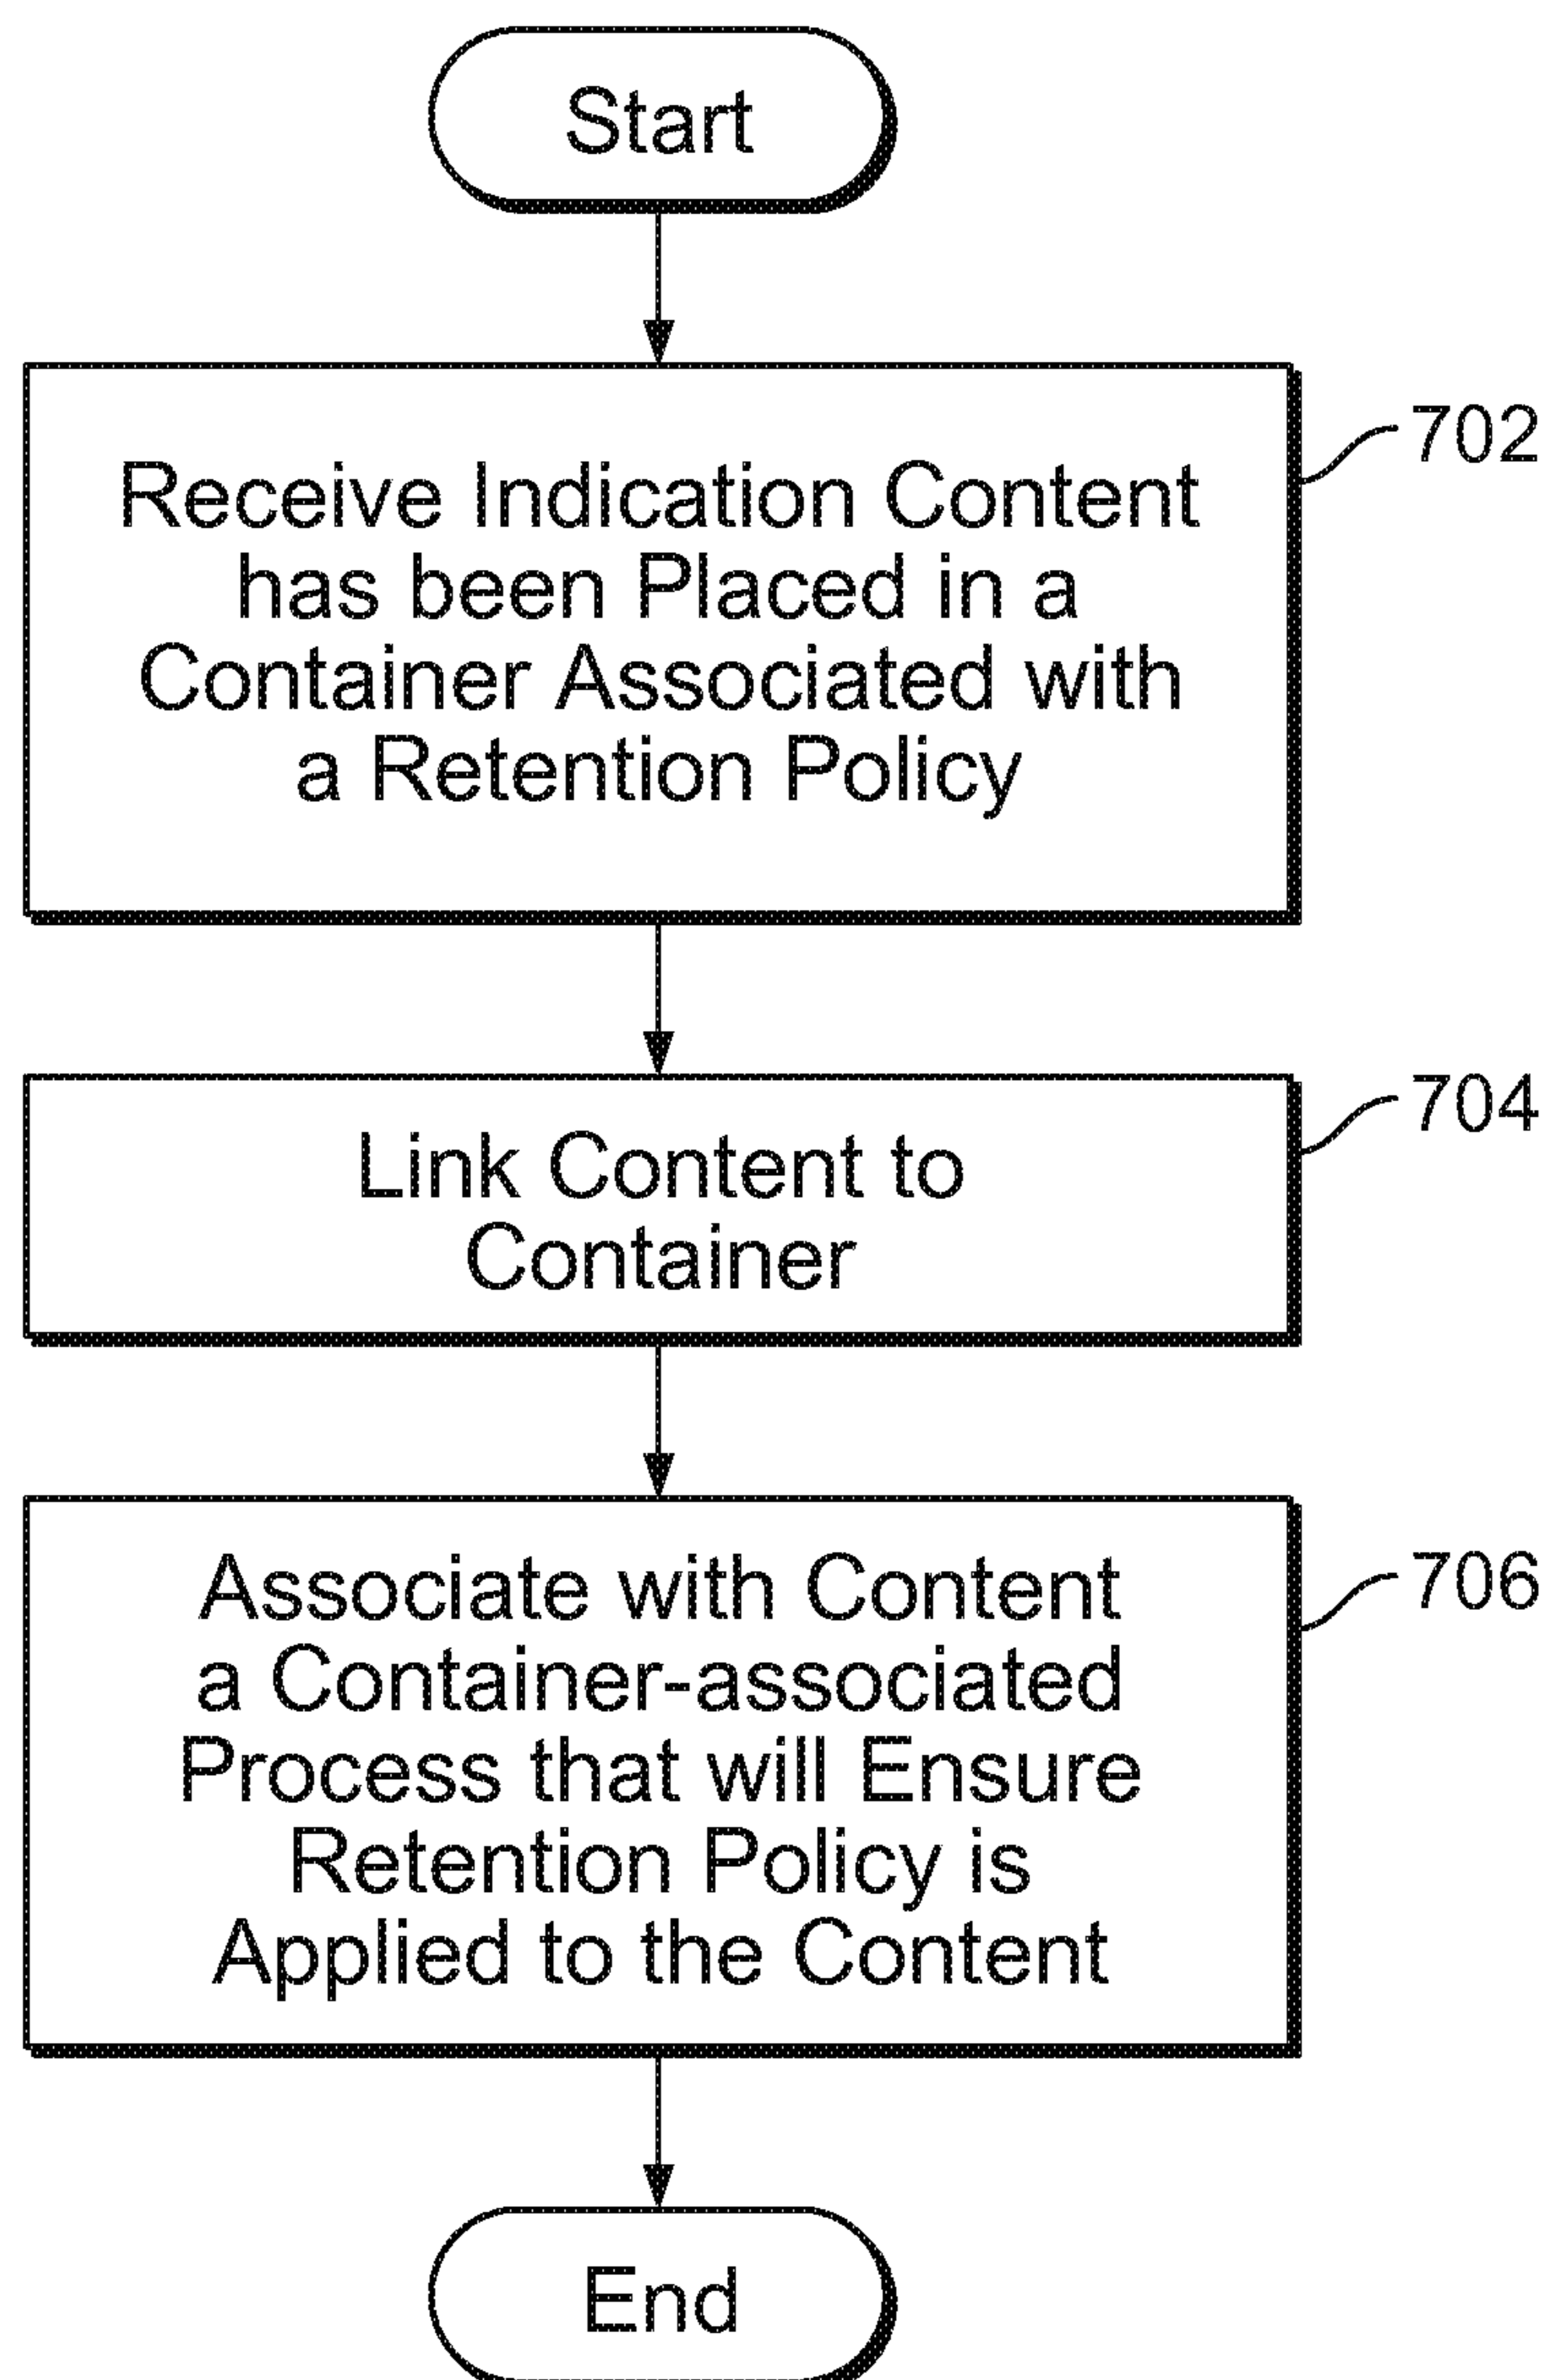 Start
Receive Indication Content
has been Placed in a
Container Associated with
a Retention Policy
702
Link Content to
Container
704
Associate with Content
a Container-associated
Process that will Ensure
Retention Policy is
Applied to the Content
706
End